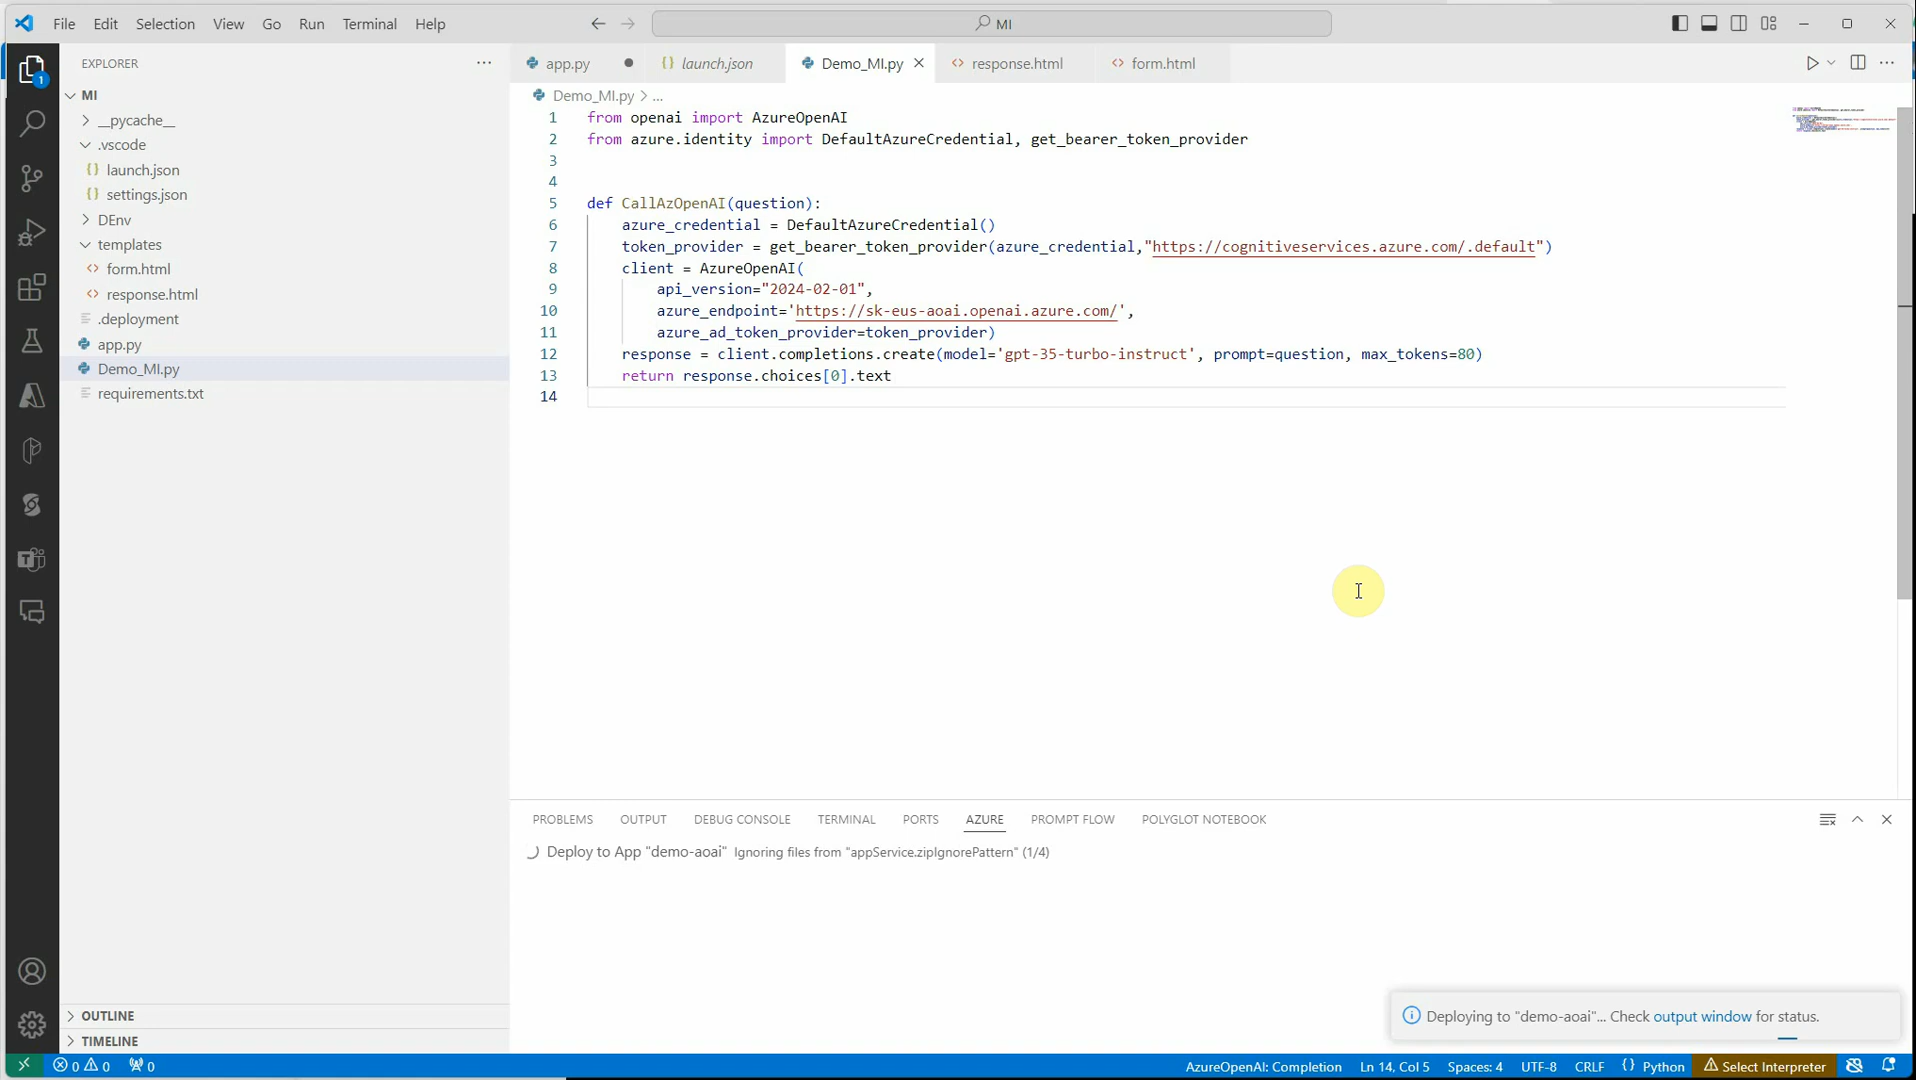 File Edit Selection View Go Run Terminal Help
MI
EXPLORER
MI
__pycache__
.vscode
launch.json
settings.json
DEnv
templates
form.html
response.html
.deployment
app.py
Demo_MI.py
requirements.txt
OUTLINE
TIMELINE
1
app.py launch.json Demo_MI.py response.html form.html
Demo_MI.py > ...
1 from openai import AzureOpenAI
2 from azure.identity import DefaultAzureCredential, get_bearer_token_provider
3
4
5 def CallAzOpenAI(question):
6 azure_credential = DefaultAzureCredential()
7 token_provider = get_bearer_token_provider(azure_credential,"https://cognitiveservices.azure.com/.default")
8 client = AzureOpenAI(
9 api_version="2024-02-01",
10 azure_endpoint='https://sk-eus-aoai.openai.azure.com/',
11 azure_ad_token_provider=token_provider)
12 response = client.completions.create(model='gpt-35-turbo-instruct', prompt=question, max_tokens=80)
13 return response.choices[0].text
14
PROBLEMS OUTPUT DEBUG CONSOLE TERMINAL PORTS AZURE PROMPT FLOW POLYGLOT NOTEBOOK
Deploy to App "demo-aoai" Ignoring files from "appService.zipIgnorePattern" (1/4)
Deploying to "demo-aoai"... Check output window for status.
0 0 0 AzureOpenAI: Completion Ln 14, Col 5 Spaces: 4 UTF-8 CRLF {} Python Select Interpreter